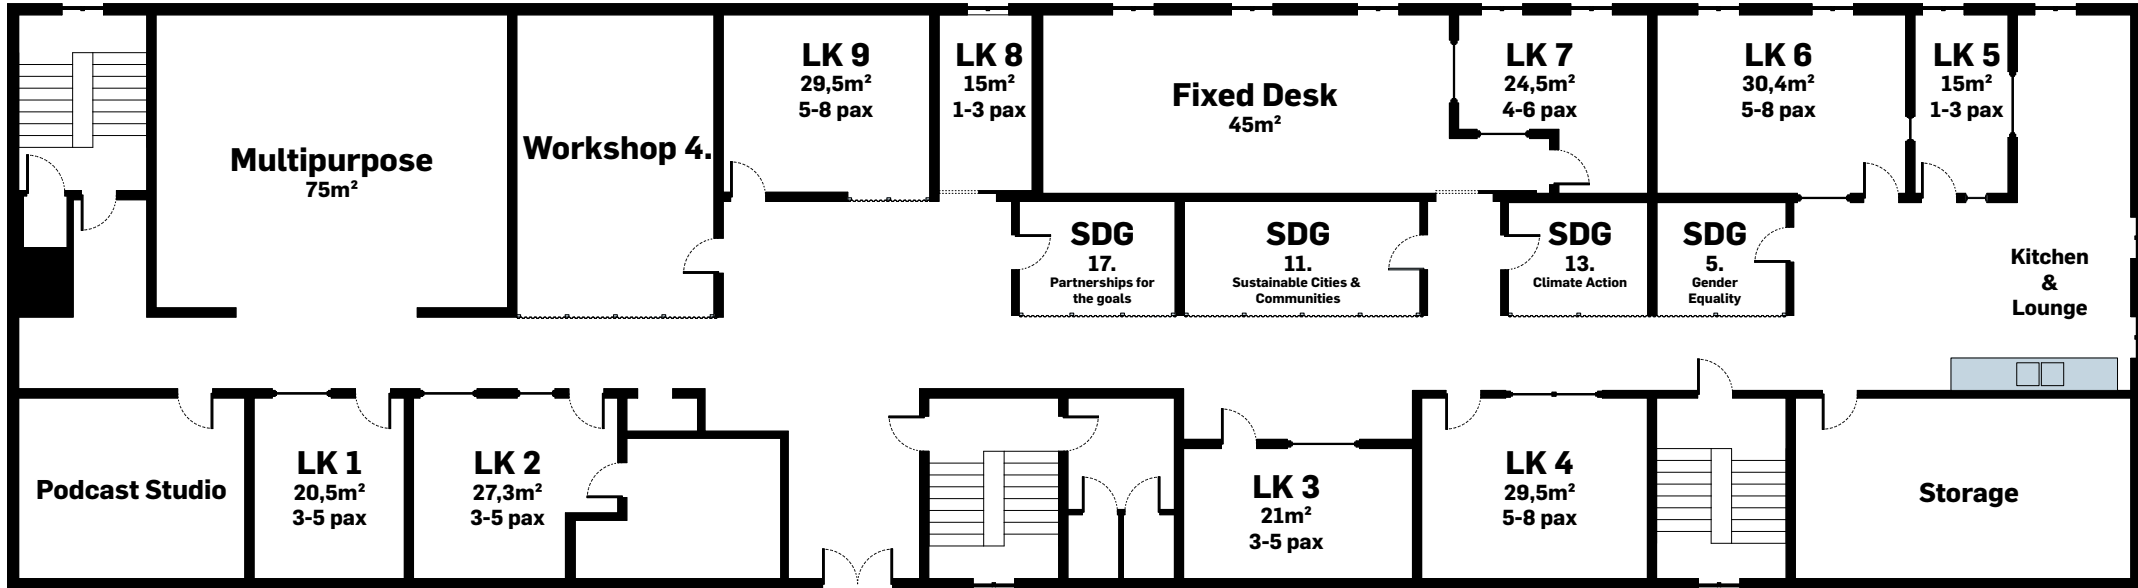 Multipurpose
75m²
Workshop 4.
LK 9
29,5m²
5-8 pax
LK 8
15m²
1-3 pax
Fixed Desk
45m²
LK 7
24,5m²
4-6 pax
LK 6
30,4m²
5-8 pax
LK 5
15m²
1-3 pax
SDG
17.
Partnerships for
the goals
SDG
11.
Sustainable Cities &
Communities
SDG
13.
Climate Action
SDG
5.
Gender
Equality
Kitchen
&
Lounge
Podcast Studio
LK 1
20,5m²
3-5 pax
LK 2
27,3m²
3-5 pax
LK 3
21m²
3-5 pax
LK 4
29,5m²
5-8 pax
Storage